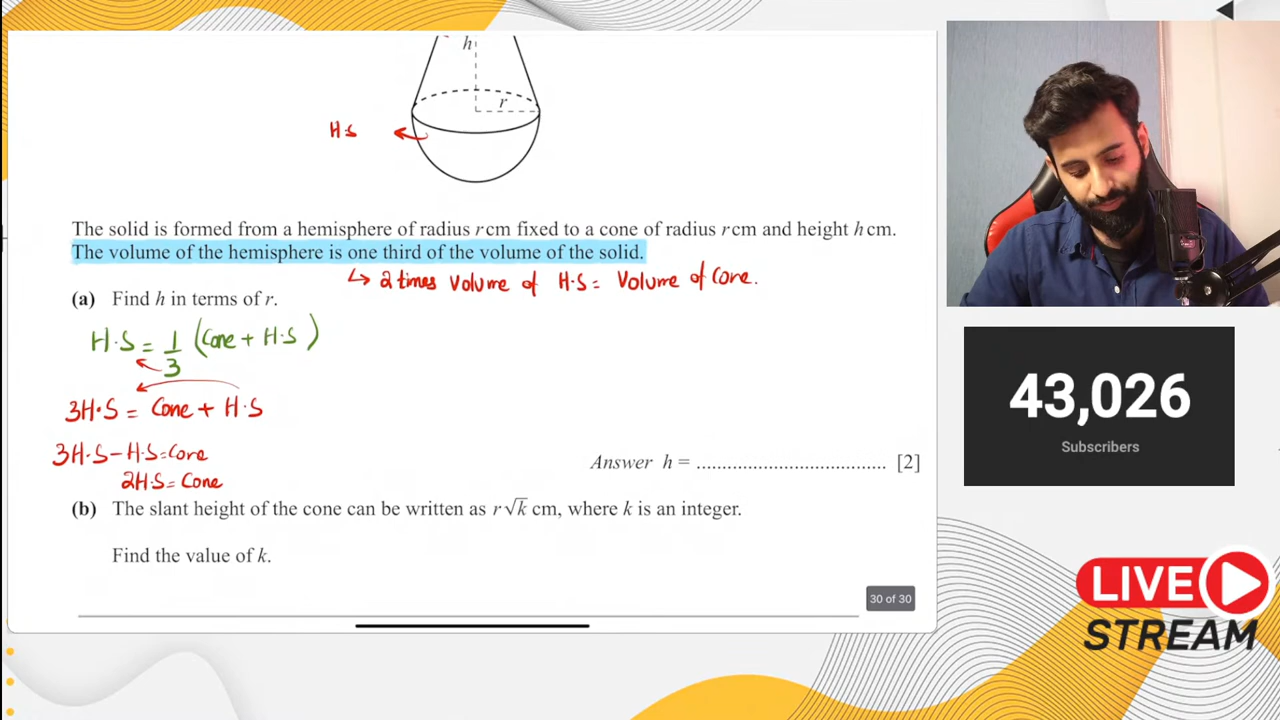 h
r
H·S
The solid is formed from a hemisphere of radius r cm fixed to a cone of radius r cm and height h cm.
The volume of the hemisphere is one third of the volume of the solid.
↳ 2 times Volume of H·S = Volume of Cone.
(a) Find h in terms of r.
H·S = 1/3 (Cone + H·S)
3H·S = Cone + H·S
3H·S – H·S = Cone
2H·S = Cone
Answer h = ...................................... [2]
(b) The slant height of the cone can be written as r√k cm, where k is an integer.
Find the value of k.
30 of 30
43,026
Subscribers
LIVE
STREAM